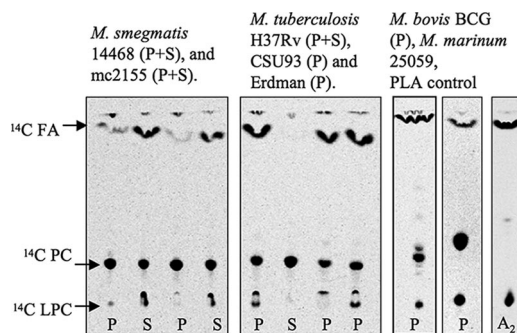 M. smegmatis
14468 (P+S), and
mc2155 (P+S).
M. tuberculosis
H37Rv (P+S),
CSU93 (P) and
Erdman (P).
M. bovis BCG
(P), M. marinum
25059,
PLA control
¹⁴C FA
¹⁴C PC
¹⁴C LPC
P S P S
P S P P
P P A₂